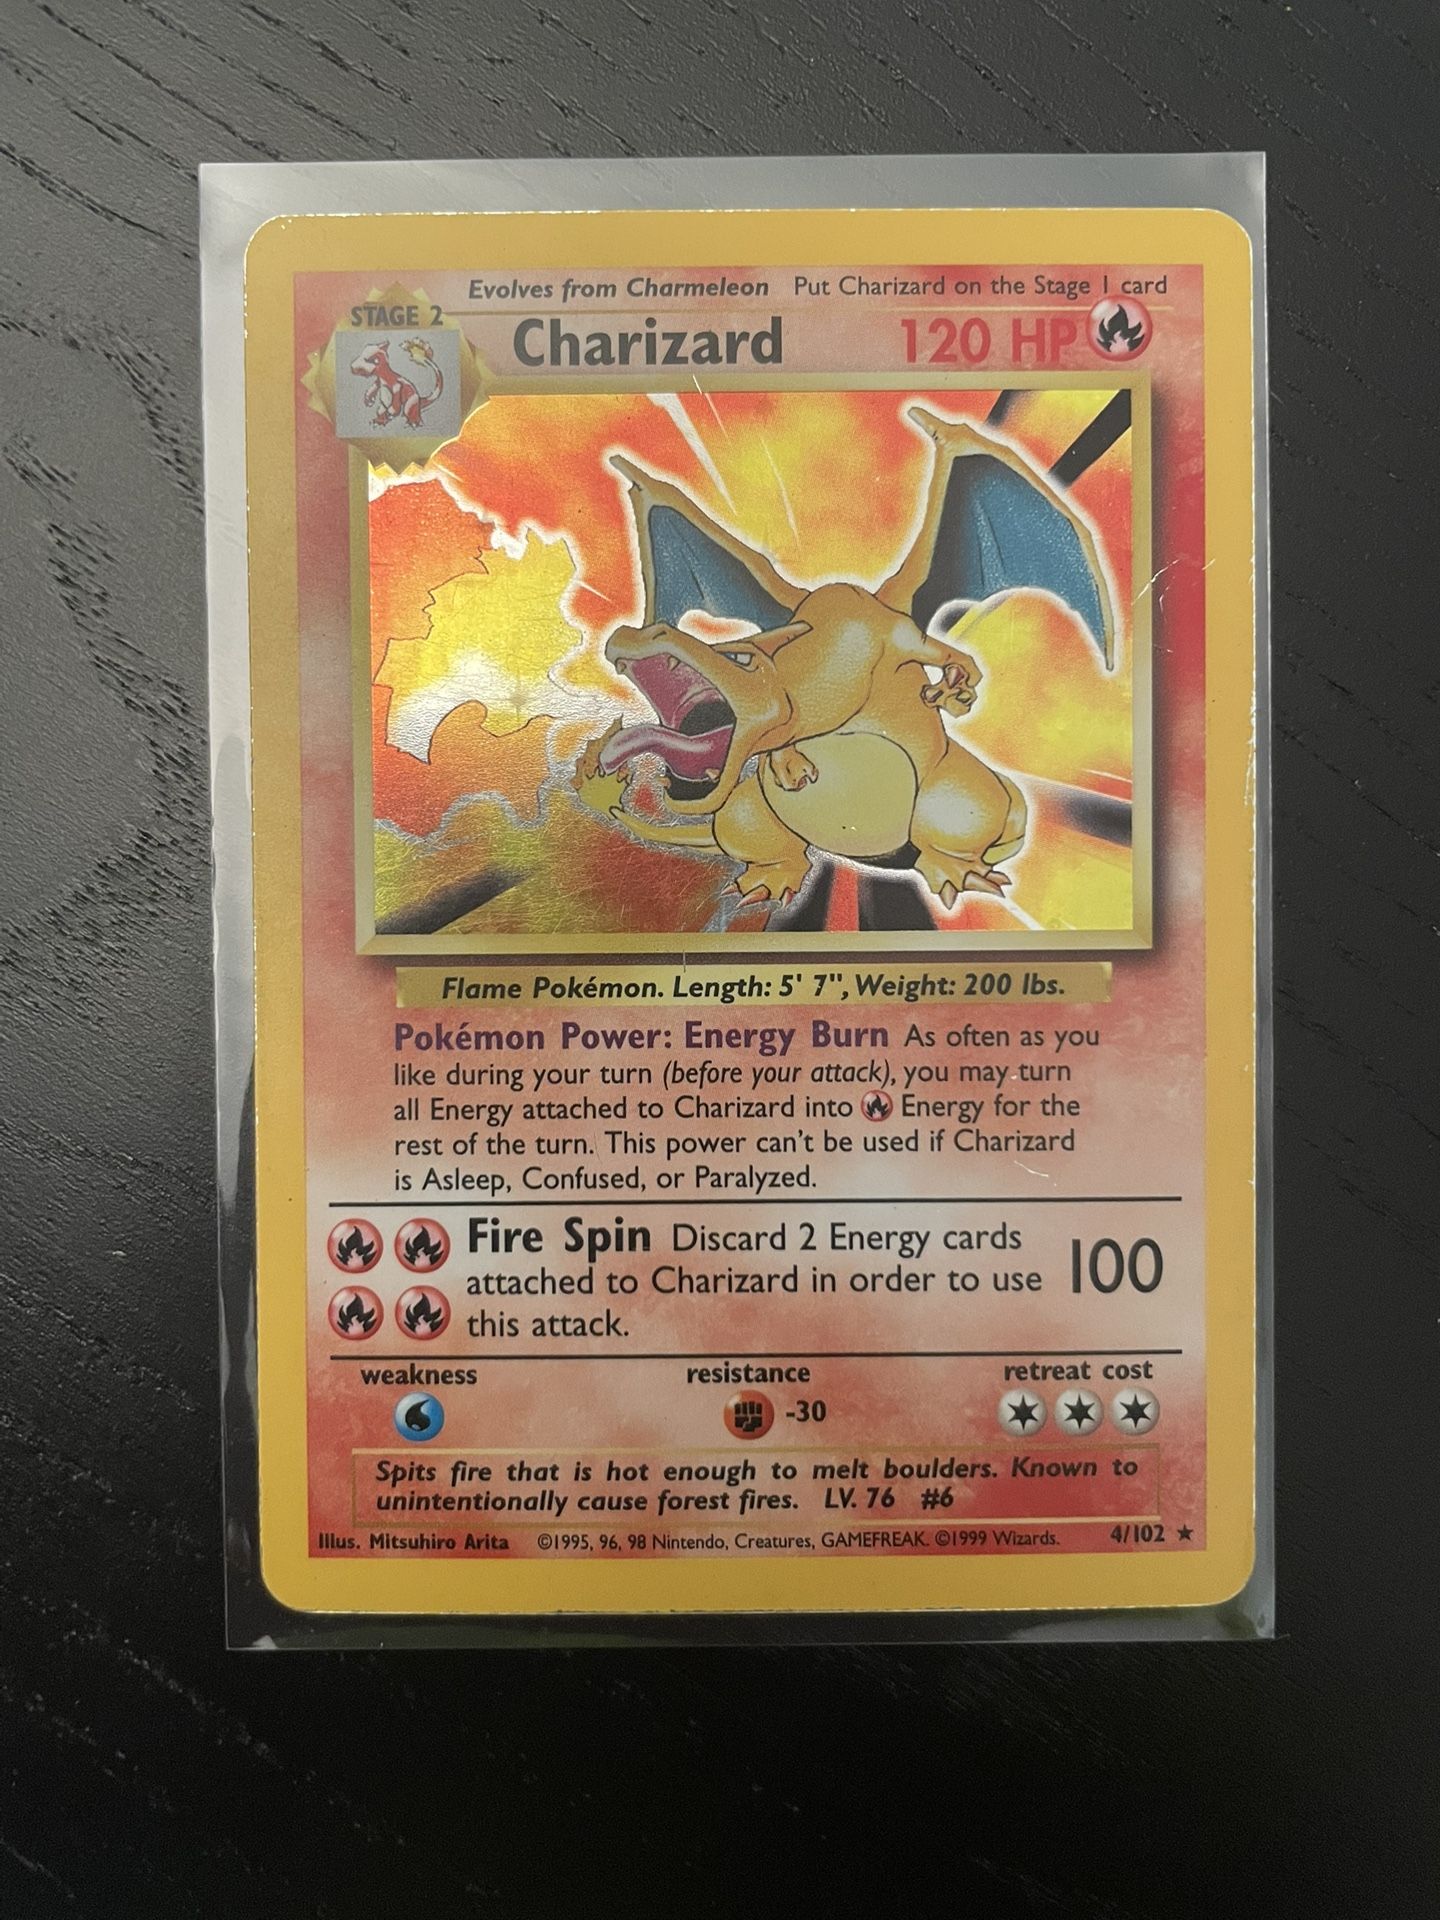 Evolves from Charmeleon Put Charizard on the Stage 1 card
STAGE 2
Charizard 120 HP
Flame Pokémon. Length: 5' 7", Weight: 200 lbs.
Pokémon Power: Energy Burn As often as you
like during your turn (before your attack), you may turn
all Energy attached to Charizard into Energy for the
rest of the turn. This power can't be used if Charizard
is Asleep, Confused, or Paralyzed.
Fire Spin Discard 2 Energy cards
attached to Charizard in order to use 100
this attack.
weakness resistance retreat cost
-30
Spits fire that is hot enough to melt boulders. Known to
unintentionally cause forest fires. LV. 76 #6
Illus. Mitsuhiro Arita ©1995, 96, 98 Nintendo, Creatures, GAMEFREAK. ©1999 Wizards. 4/102 ★